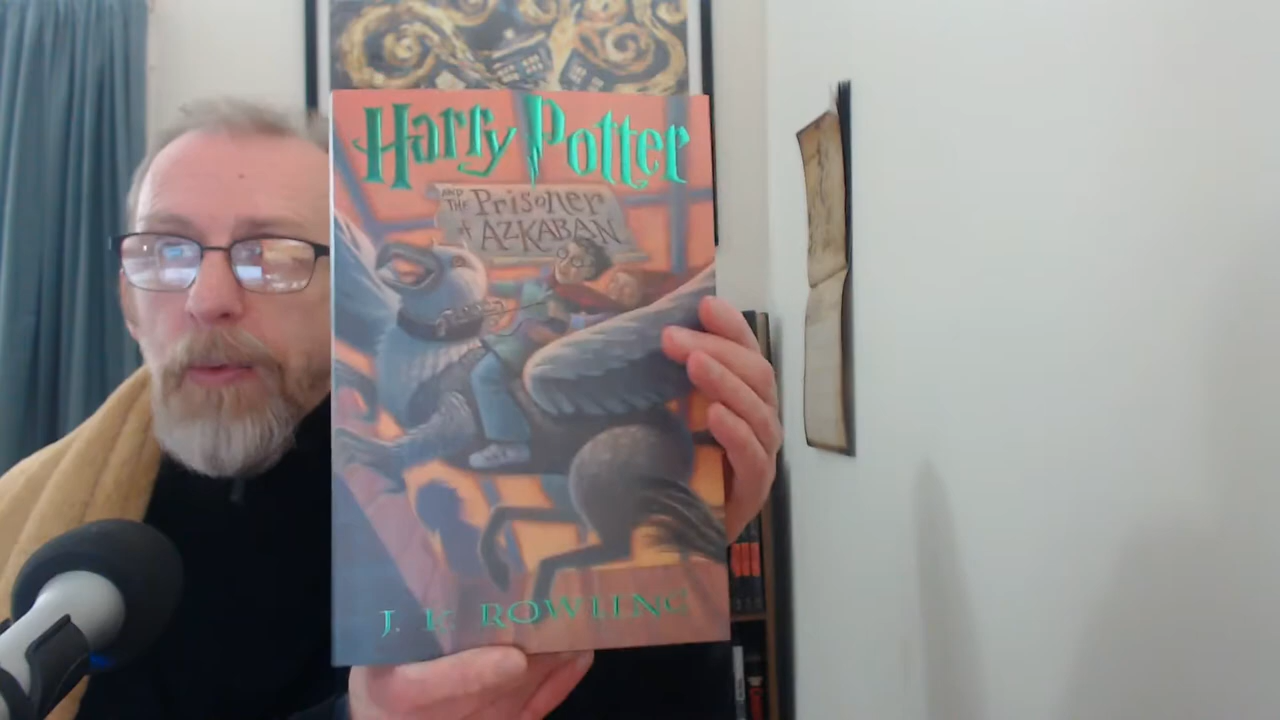 Harry Potter
AND THE Prisoner
of AZKABAN
J. K. ROWLING